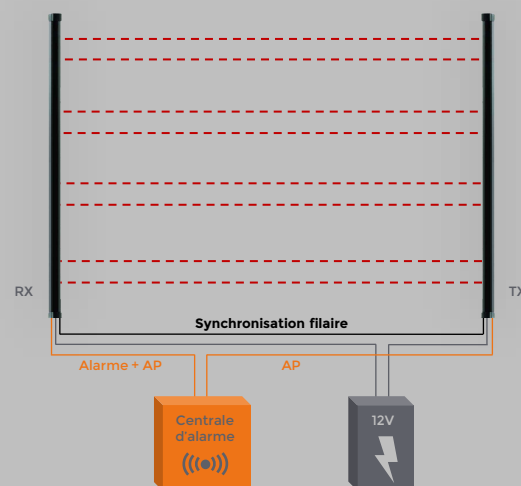 RX
TX
Synchronisation filaire
Alarme + AP
AP
Centrale
d'alarme
12V